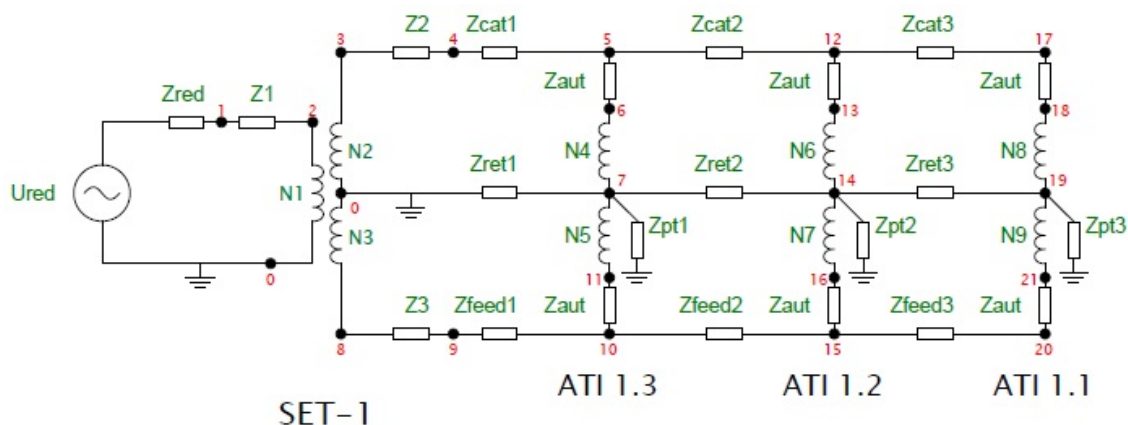 3 Z2 4 Zcat1 5 Zcat2 12 Zcat3 17
Zaut Zaut Zaut
Zred 1 Z1 2 6 13 18
N2 N4 N6 N8
Ured N1 0 Zret1 7 Zret2 14 Zret3 19
N3 N5 Zpt1 N7 Zpt2 N9 Zpt3
0 11 16 21
Z3 Zfeed1 Zaut Zfeed2 Zaut Zfeed3 Zaut
8 9 10 15 20
ATI 1.3 ATI 1.2 ATI 1.1
SET-1